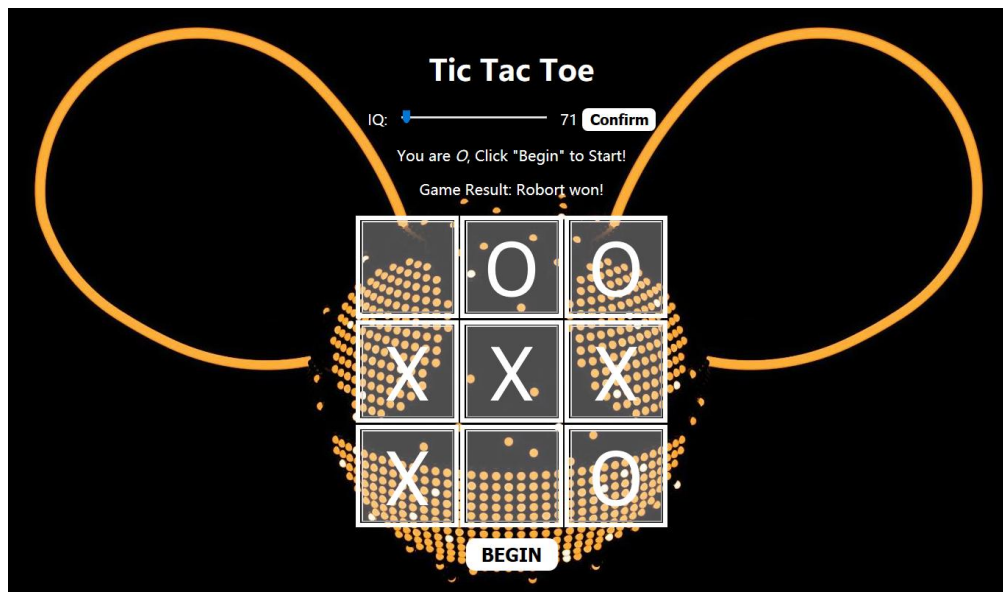 Tic Tac Toe
IQ: 71 Confirm
You are O, Click "Begin" to Start!
Game Result: Robort won!
O O
X X X
X O
BEGIN